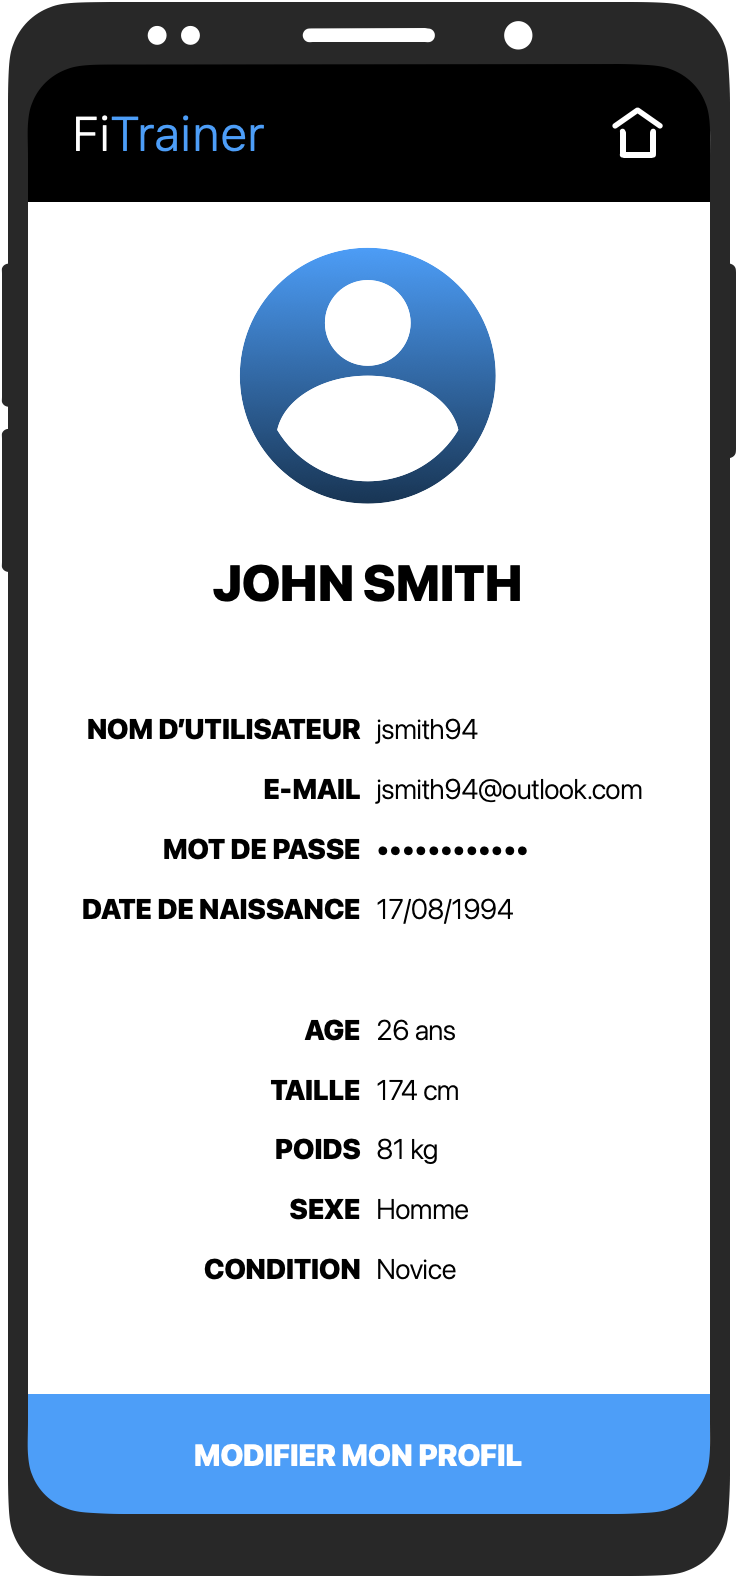 FiTrainer
JOHN SMITH
NOM D'UTILISATEUR jsmith94
E-MAIL jsmith94@outlook.com
MOT DE PASSE ••••••••••••
DATE DE NAISSANCE 17/08/1994
AGE 26 ans
TAILLE 174 cm
POIDS 81 kg
SEXE Homme
CONDITION Novice
MODIFIER MON PROFIL